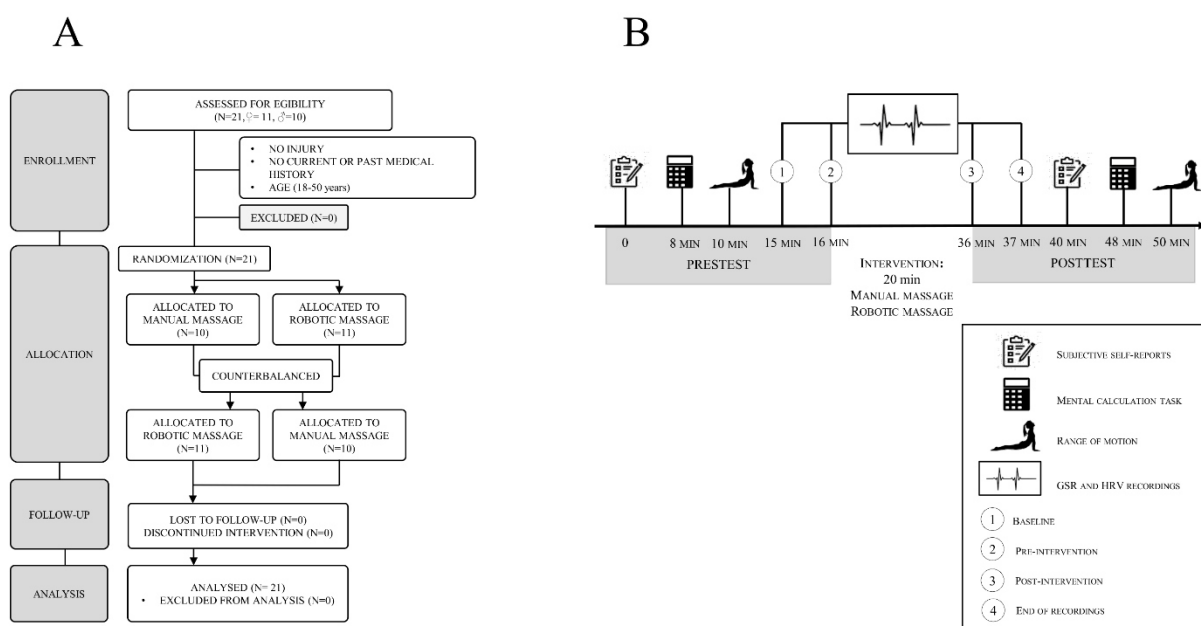 A
ENROLLMENT
ASSESSED FOR EGIBILITY
(N=21,♀= 11, ♂=10)
• NO INJURY
• NO CURRENT OR PAST MEDICAL
HISTORY
• AGE (18-50 years)
EXCLUDED (N=0)
ALLOCATION
RANDOMIZATION (N=21)
ALLOCATED TO
MANUAL MASSAGE
(N=10)
ALLOCATED TO
ROBOTIC MASSAGE
(N=11)
COUNTERBALANCED
ALLOCATED TO
ROBOTIC MASSAGE
(N=11)
ALLOCATED TO
MANUAL MASSAGE
(N=10)
FOLLOW-UP
LOST TO FOLLOW-UP (N=0)
DISCONTINUED INTERVENTION (N=0)
ANALYSIS
ANALYSED (N= 21)
• EXCLUDED FROM ANALYSIS (N=0)
B
1 2 3 4
0 8 MIN 10 MIN 15 MIN 16 MIN 36 MIN 37 MIN 40 MIN 48 MIN 50 MIN
PRESTEST
INTERVENTION:
20 min
MANUAL MASSAGE
ROBOTIC MASSAGE
POSTTEST
SUBJECTIVE SELF-REPORTS
MENTAL CALCULATION TASK
RANGE OF MOTION
GSR AND HRV RECORDINGS
1 BASELINE
2 PRE-INTERVENTION
3 POST-INTERVENTION
4 END OF RECORDINGS